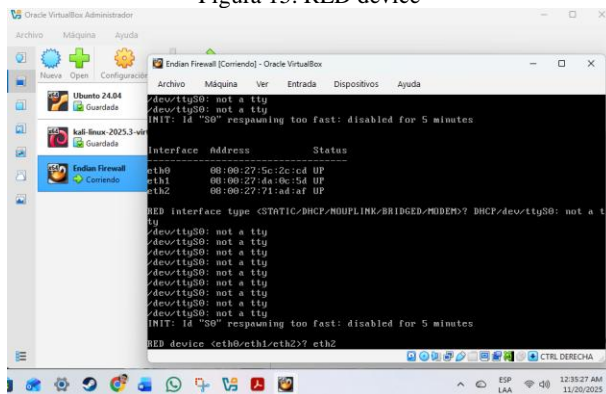 Figura 15. RED device
Oracle VirtualBox Administrador
Archivo Máquina Ayuda
Nueva Open Configuración
Ubunto 24.04
Guardada
kali-linux-2025.3-virt
Guardada
Endian Firewall
Corriendo
Endian Firewall [Corriendo] - Oracle VirtualBox
Archivo Máquina Ver Entrada Dispositivos Ayuda
/dev/ttyS0: not a tty
/dev/ttyS0: not a tty
INIT: Id "S0" respawning too fast: disabled for 5 minutes
Interface Address Status
eth0 08:00:27:5c:2c:cd UP
eth1 08:00:27:da:0c:5d UP
eth2 08:00:27:71:ad:af UP
RED interface type <STATIC/DHCP/NOUPLINK/BRIDGED/MODEM>? DHCP/dev/ttyS0: not a t
ty
/dev/ttyS0: not a tty
/dev/ttyS0: not a tty
/dev/ttyS0: not a tty
/dev/ttyS0: not a tty
/dev/ttyS0: not a tty
/dev/ttyS0: not a tty
/dev/ttyS0: not a tty
/dev/ttyS0: not a tty
INIT: Id "S0" respawning too fast: disabled for 5 minutes
RED device <eth0/eth1/eth2>? eth2
CTRL DERECHA
ESP
LAA
12:35:27 AM
11/20/2025